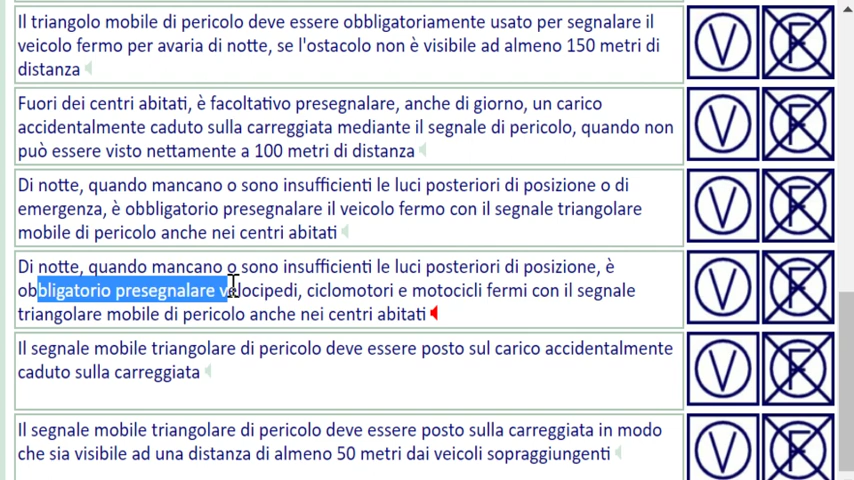 Il triangolo mobile di pericolo deve essere obbligatoriamente usato per segnalare il
veicolo fermo per avaria di notte, se l'ostacolo non è visibile ad almeno 150 metri di
distanza
V F
Fuori dei centri abitati, è facoltativo presegnalare, anche di giorno, un carico
accidentalmente caduto sulla carreggiata mediante il segnale di pericolo, quando non
può essere visto nettamente a 100 metri di distanza
V F
Di notte, quando mancano o sono insufficienti le luci posteriori di posizione o di
emergenza, è obbligatorio presegnalare il veicolo fermo con il segnale triangolare
mobile di pericolo anche nei centri abitati
V F
Di notte, quando mancano o sono insufficienti le luci posteriori di posizione, è
obbligatorio presegnalare velocipedi, ciclomotori e motocicli fermi con il segnale
triangolare mobile di pericolo anche nei centri abitati
V F
Il segnale mobile triangolare di pericolo deve essere posto sul carico accidentalmente
caduto sulla carreggiata
V F
Il segnale mobile triangolare di pericolo deve essere posto sulla carreggiata in modo
che sia visibile ad una distanza di almeno 50 metri dai veicoli sopraggiungenti
V F